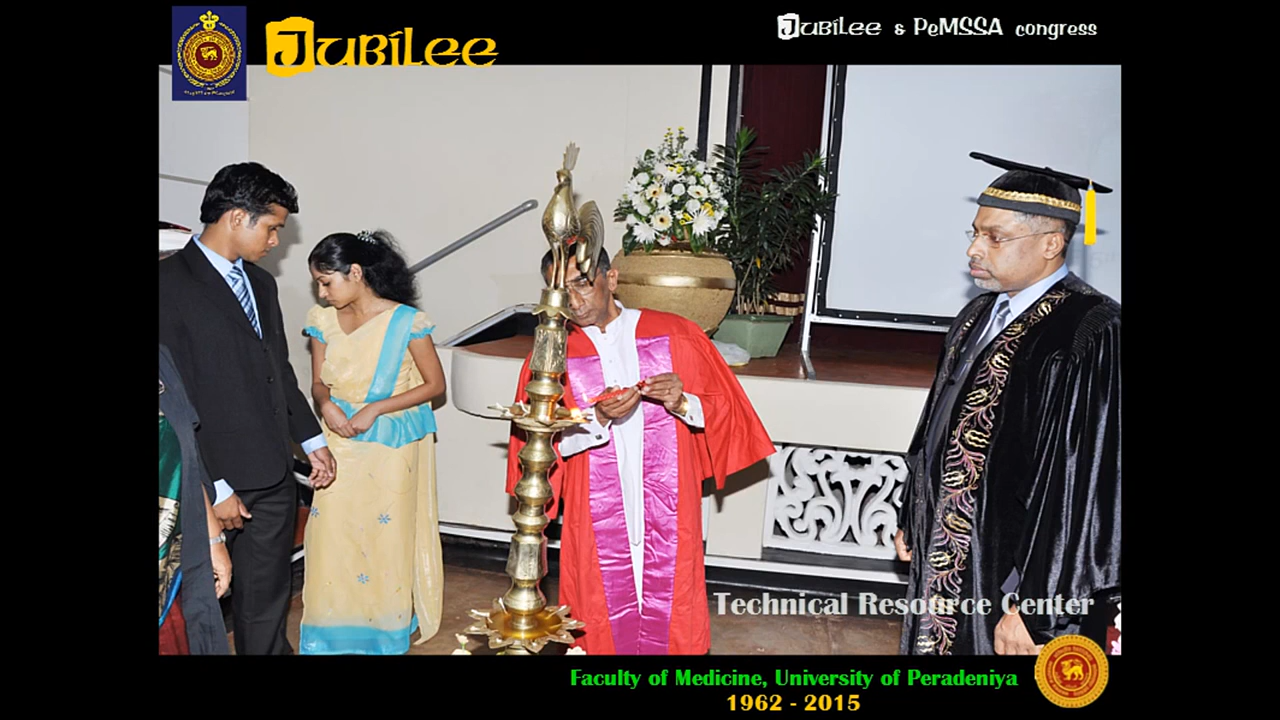 Jubilee
Jubilee & PeMSSA congress
Technical Resource Center
Faculty of Medicine, University of Peradeniya
1962 - 2015